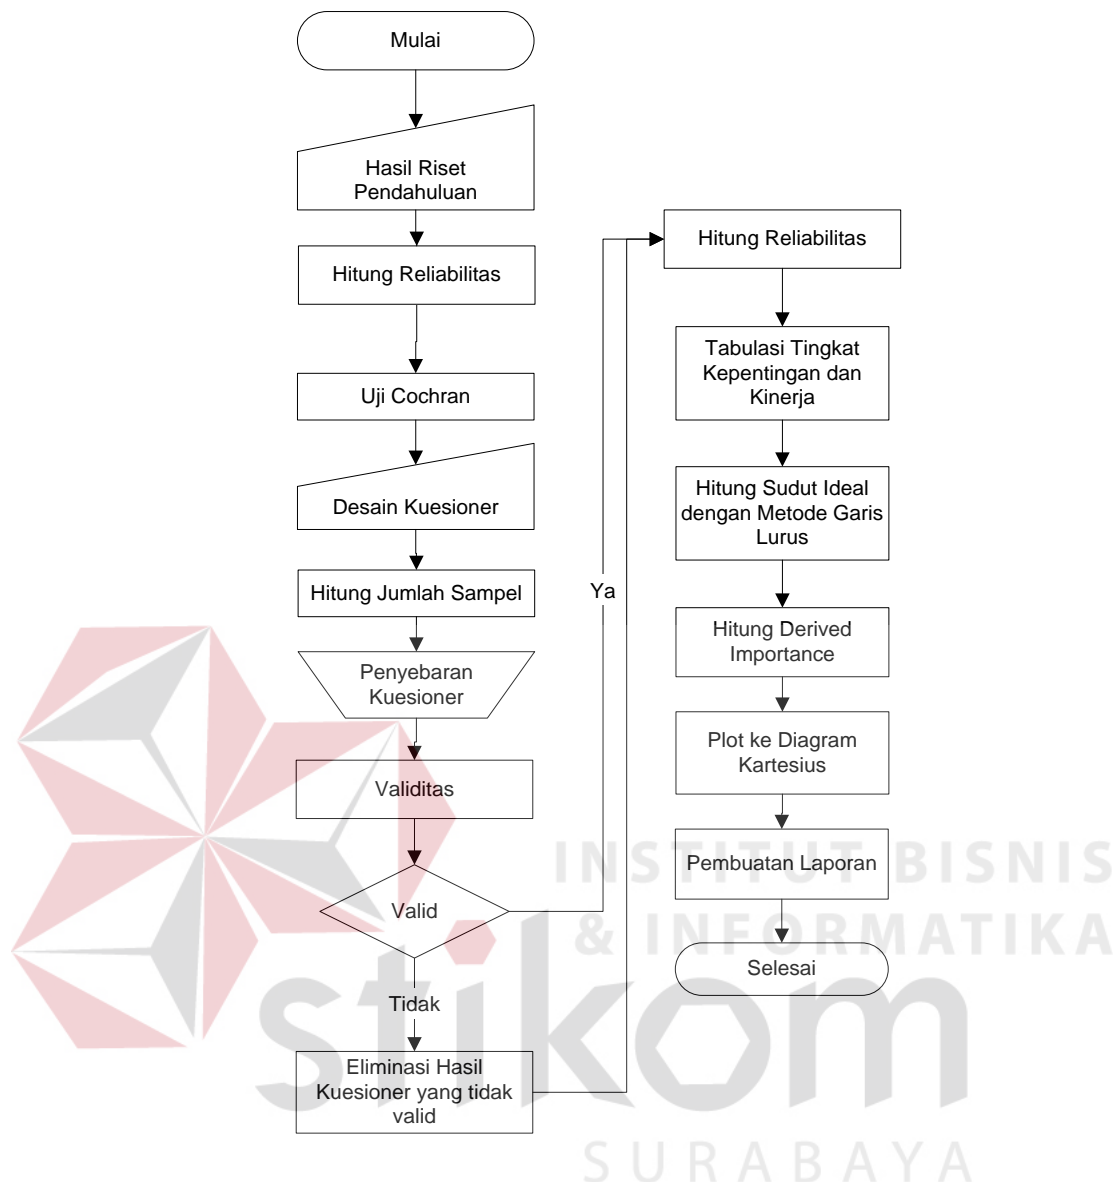 Mulai
Hasil Riset
Pendahuluan
Hitung Reliabilitas
Uji Cochran
Desain Kuesioner
Hitung Jumlah Sampel
Penyebaran
Kuesioner
Validitas
Valid
Tidak
Eliminasi Hasil
Kuesioner yang tidak
valid
Ya
Hitung Reliabilitas
Tabulasi Tingkat
Kepentingan dan
Kinerja
Hitung Sudut Ideal
dengan Metode Garis
Lurus
Hitung Derived
Importance
Plot ke Diagram
Kartesius
Pembuatan Laporan
Selesai
INSTITUT BISNIS
& INFORMATIKA
stikom
SURABAYA